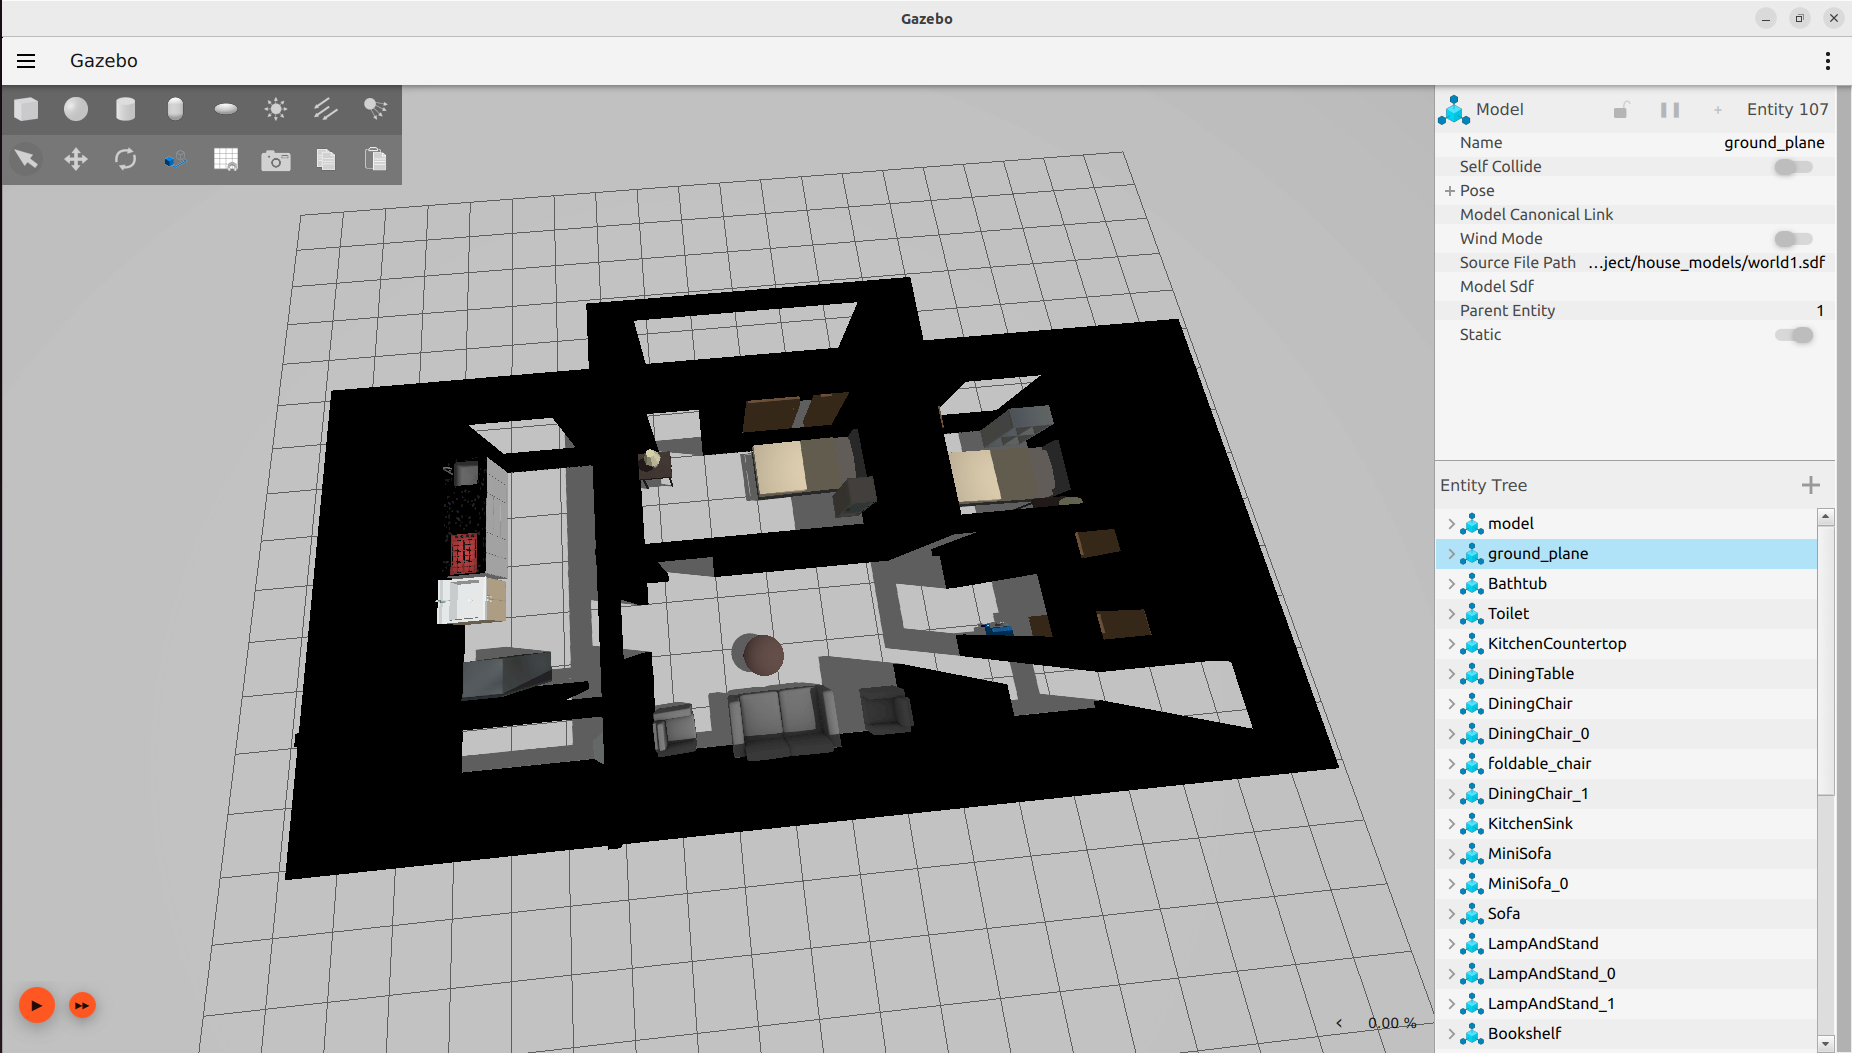 Gazebo
Gazebo
Model
Entity 107
Name
ground_plane
Self Collide
Pose
Model Canonical Link
Wind Mode
Source File Path
...ject/house_models/world1.sdf
Model Sdf
Parent Entity
1
Static
Entity Tree
model
ground_plane
Bathtub
Toilet
KitchenCountertop
DiningTable
DiningChair
DiningChair_0
foldable_chair
DiningChair_1
KitchenSink
MiniSofa
MiniSofa_0
Sofa
LampAndStand
LampAndStand_0
LampAndStand_1
Bookshelf
0.00 %